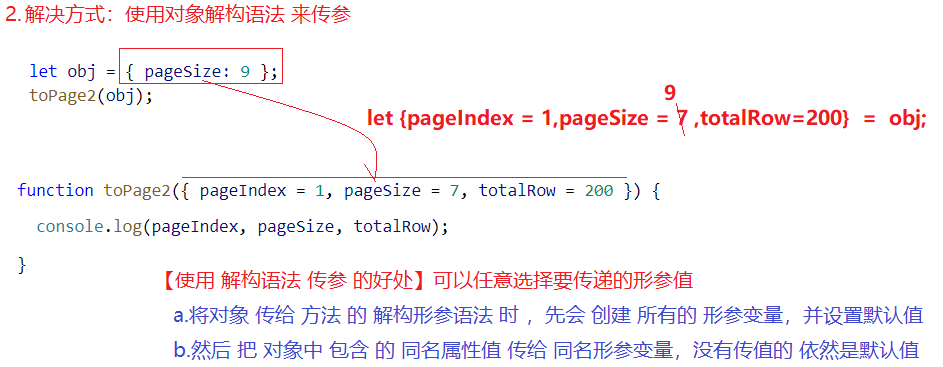 2. 解决方式：使用对象解构语法 来传参
let obj = { pageSize: 9 };
toPage2(obj);
9
let {pageIndex = 1,pageSize = 7 ,totalRow=200} = obj;
function toPage2({ pageIndex = 1, pageSize = 7, totalRow = 200 }) {
console.log(pageIndex, pageSize, totalRow);
}
【使用 解构语法 传参 的好处】可以任意选择要传递的形参值
a.将对象 传给 方法 的 解构形参语法 时 ，先会 创建 所有的 形参变量，并设置默认值
b.然后 把 对象中 包含 的 同名属性值 传给 同名形参变量，没有传值的 依然是默认值